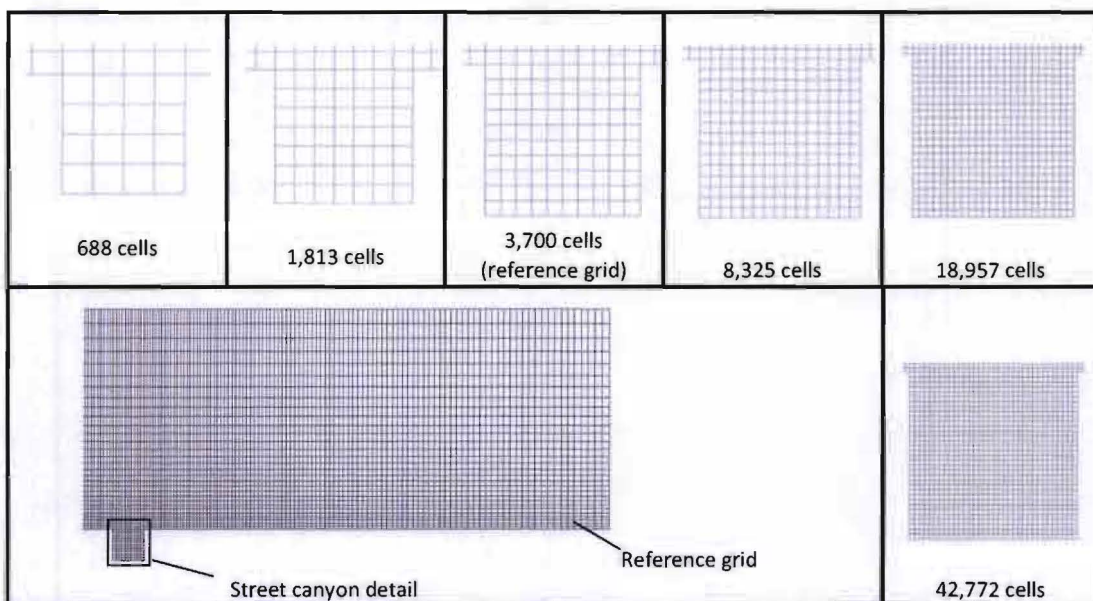 688 cells
1,813 cells
3,700 cells
(reference grid)
8,325 cells
18,957 cells
Reference grid
Street canyon detail
42,772 cells